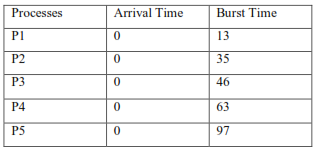 Processes Arrival Time Burst Time
P1 0 13
P2 0 35
P3 0 46
P4 0 63
P5 0 97